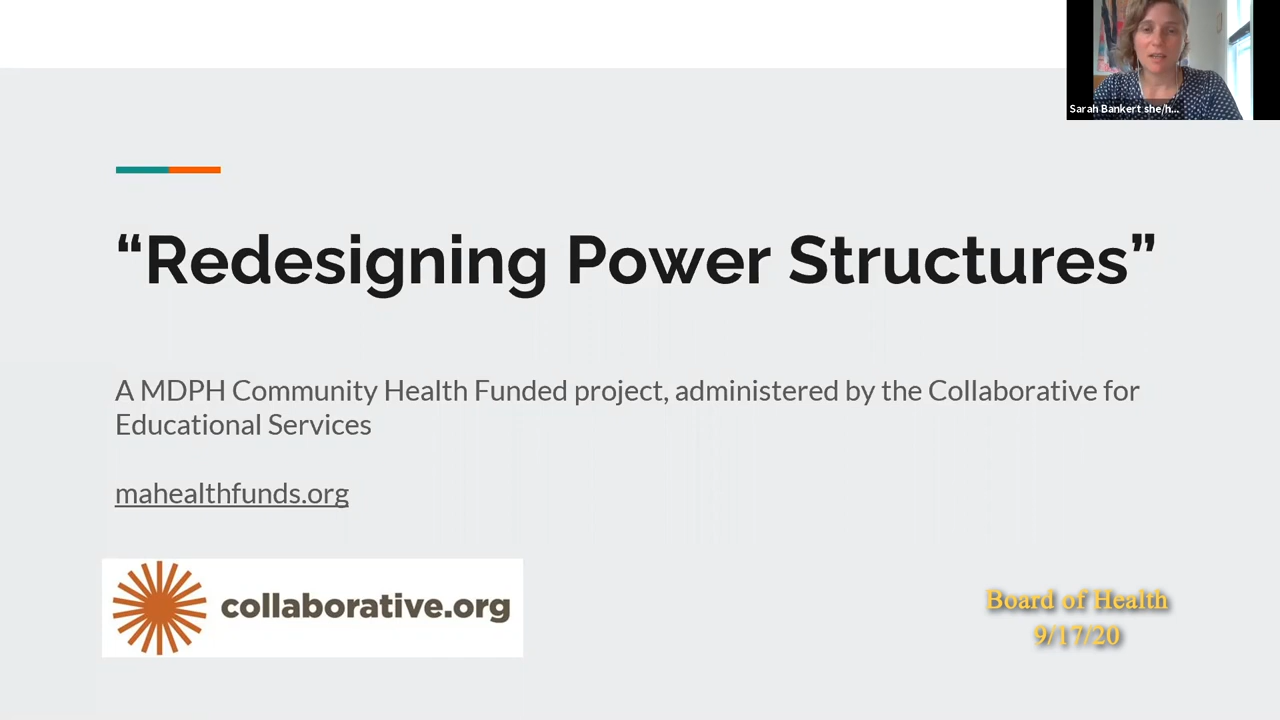 Sarah Bankert she/h...
“Redesigning Power Structures”
A MDPH Community Health Funded project, administered by the Collaborative for
Educational Services
mahealthfunds.org
collaborative.org
Board of Health
9/17/20